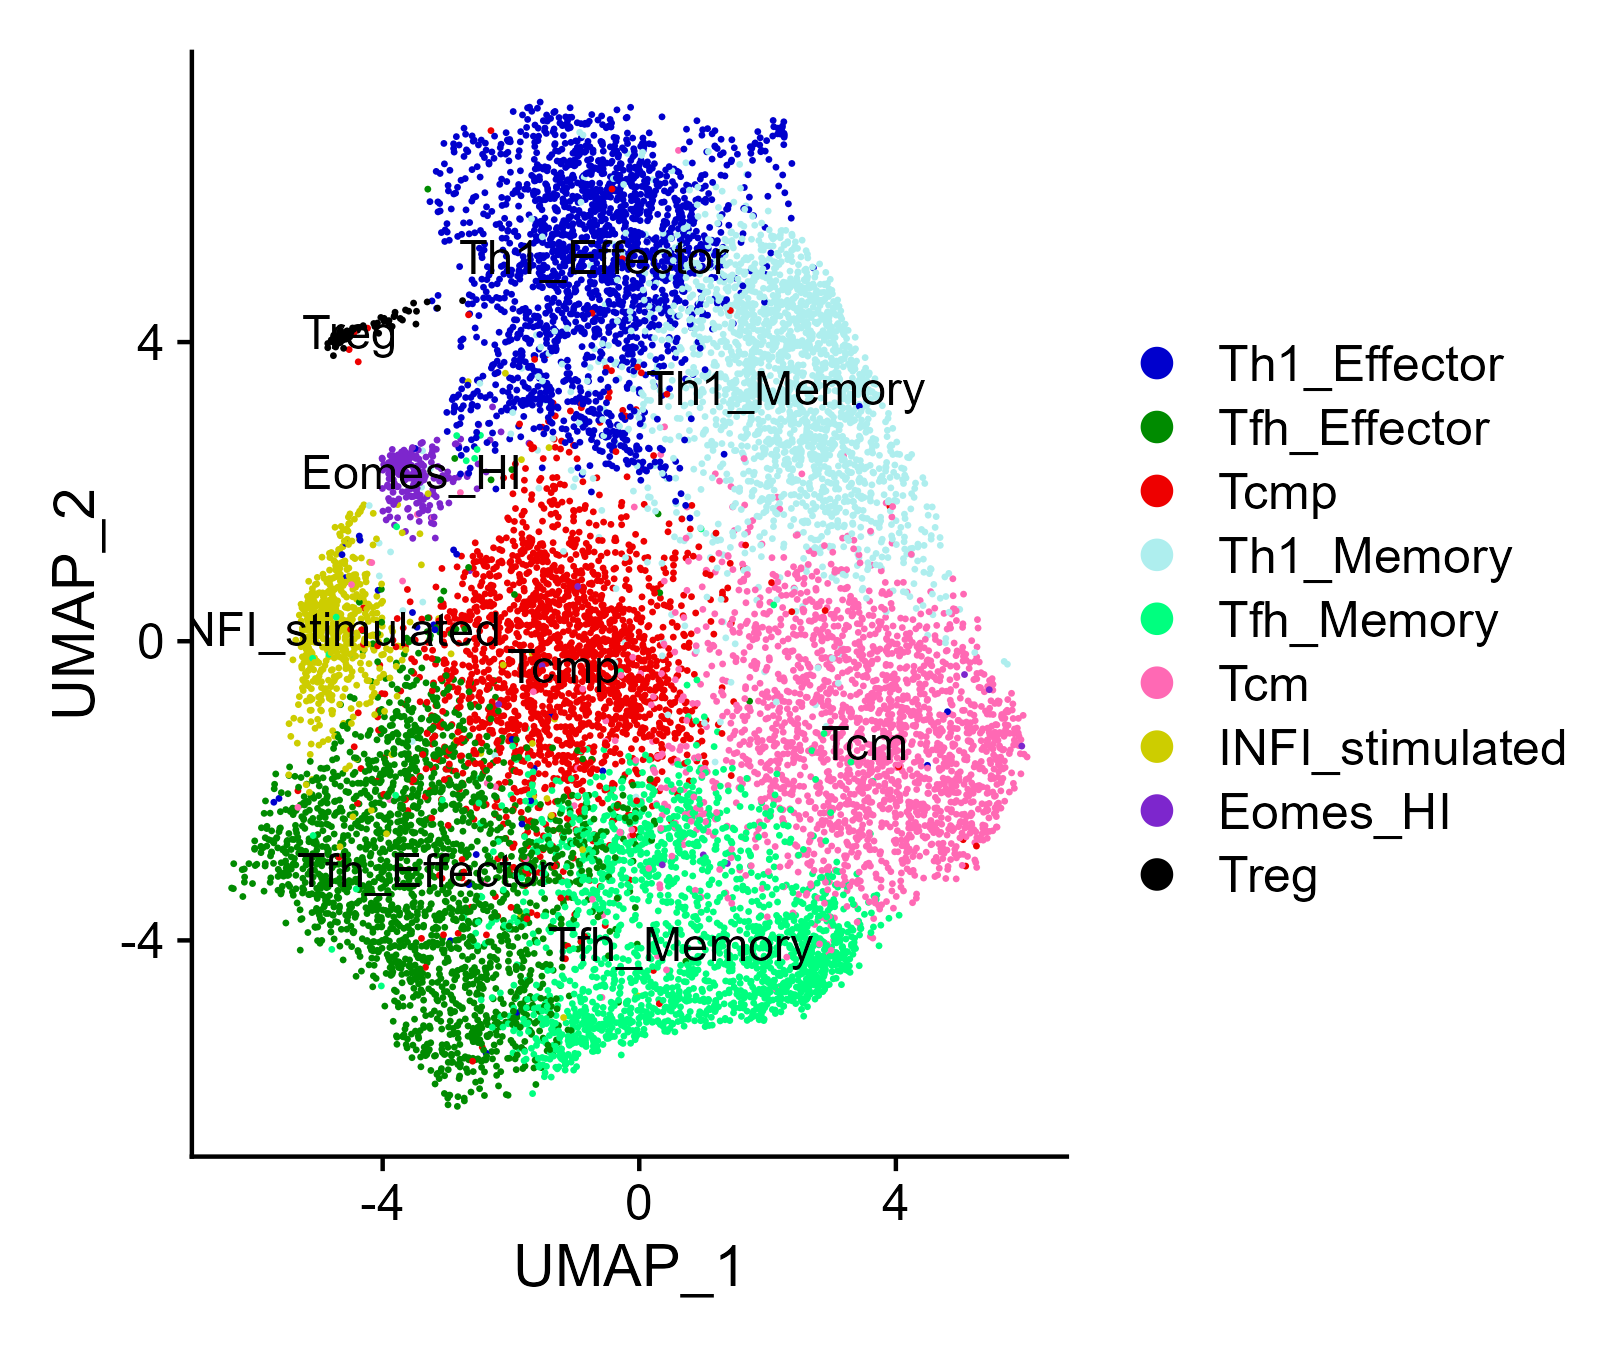 Th1_Effector
Treg
Th1_Memory
Eomes_HI
NFI_stimulated
Tcmp
Tcm
Tfh_Effector
Tfh_Memory
4
0
-4
UMAP_2
-4
0
4
UMAP_1
Th1_Effector
Tfh_Effector
Tcmp
Th1_Memory
Tfh_Memory
Tcm
INFI_stimulated
Eomes_HI
Treg